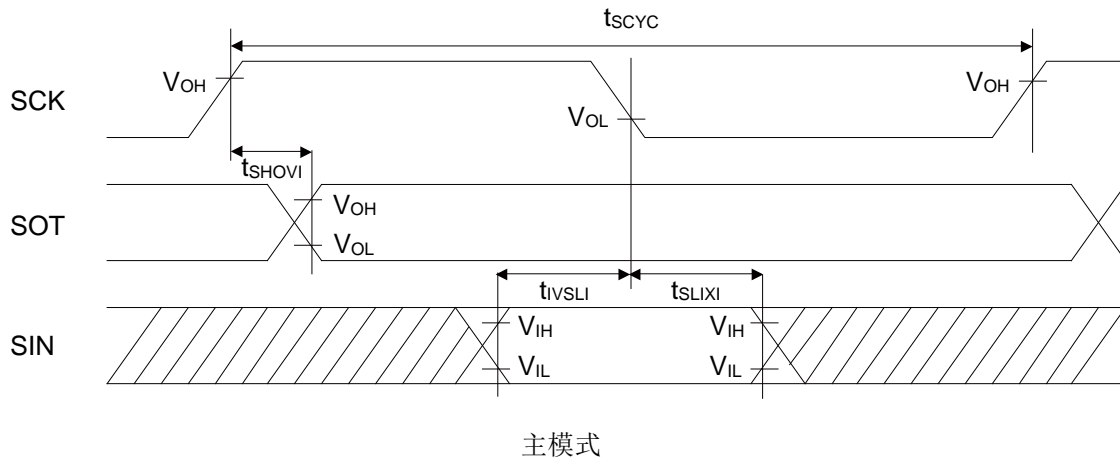 tSCYC
VOH
VOH
SCK
VOL
tSHOVI
VOH
SOT
VOL
tIVSLI
tSLIXI
VIH
VIH
SIN
VIL
VIL
主模式